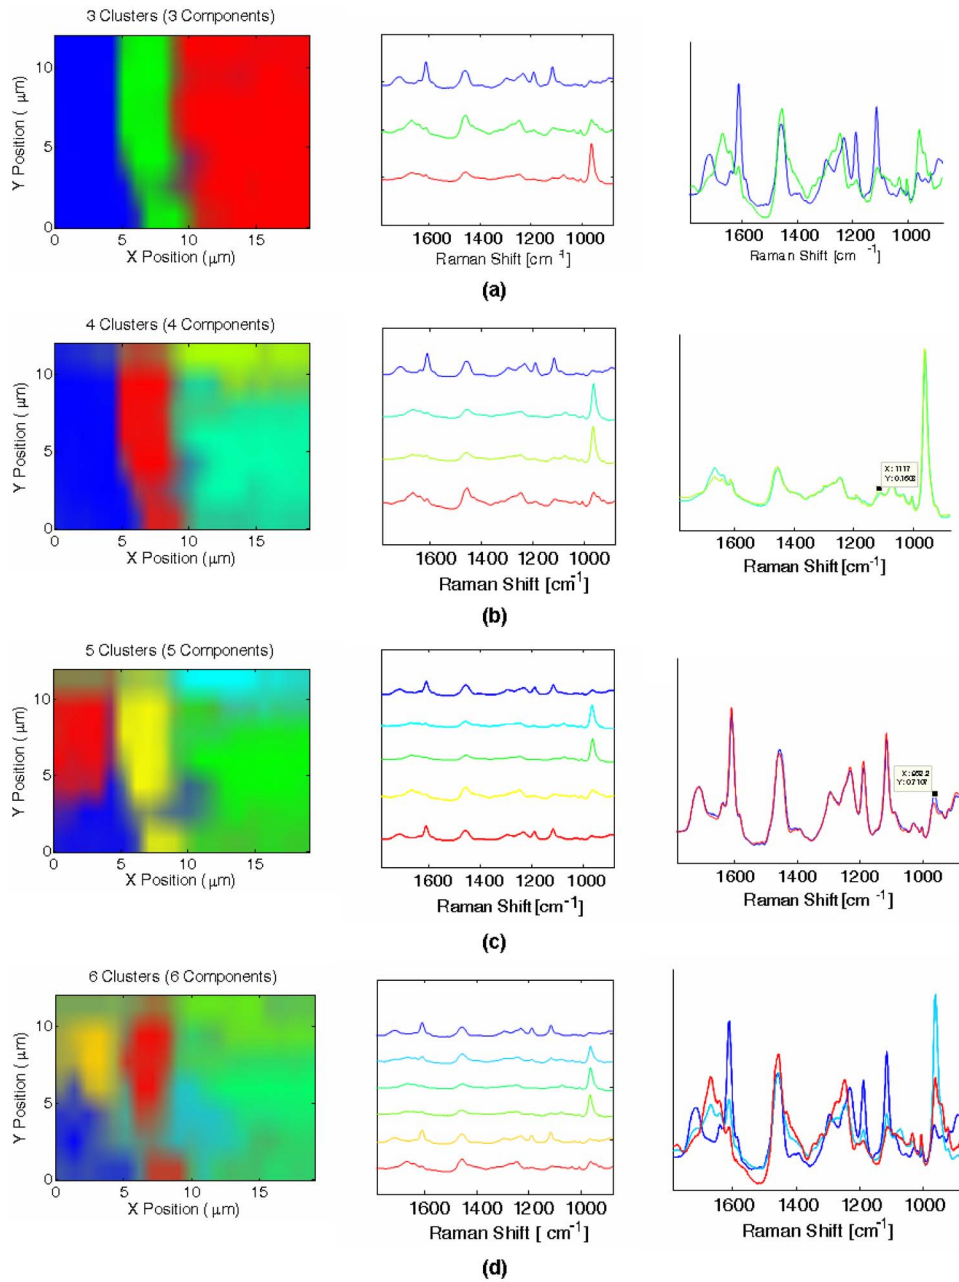 3 Clusters (3 Components)
Y Position ( μm)
10
5
0
0 5 10 15
X Position (μm)
1600 1400 1200 1000
Raman Shift [cm⁻¹]
1600 1400 1200 1000
Raman Shift [cm ⁻¹]
(a)
4 Clusters (4 Components)
Y Position ( μm)
10
5
0
0 5 10 15
X Position (μm)
1600 1400 1200 1000
Raman Shift [cm⁻¹]
X: 1117
Y: 0.1603
1600 1400 1200 1000
Raman Shift [cm⁻¹]
(b)
5 Clusters (5 Components)
Y Position ( μm)
10
5
0
0 5 10 15
X Position (μm)
1600 1400 1200 1000
Raman Shift [cm⁻¹]
1600 1400 1200 1000
Raman Shift [cm ⁻¹]
(c)
6 Clusters (6 Components)
Y Position ( μm)
10
5
0
0 5 10 15
X Position ( μm)
1600 1400 1200 1000
Raman Shift [ cm⁻¹]
1600 1400 1200 1000
Raman Shift [cm⁻¹]
(d)